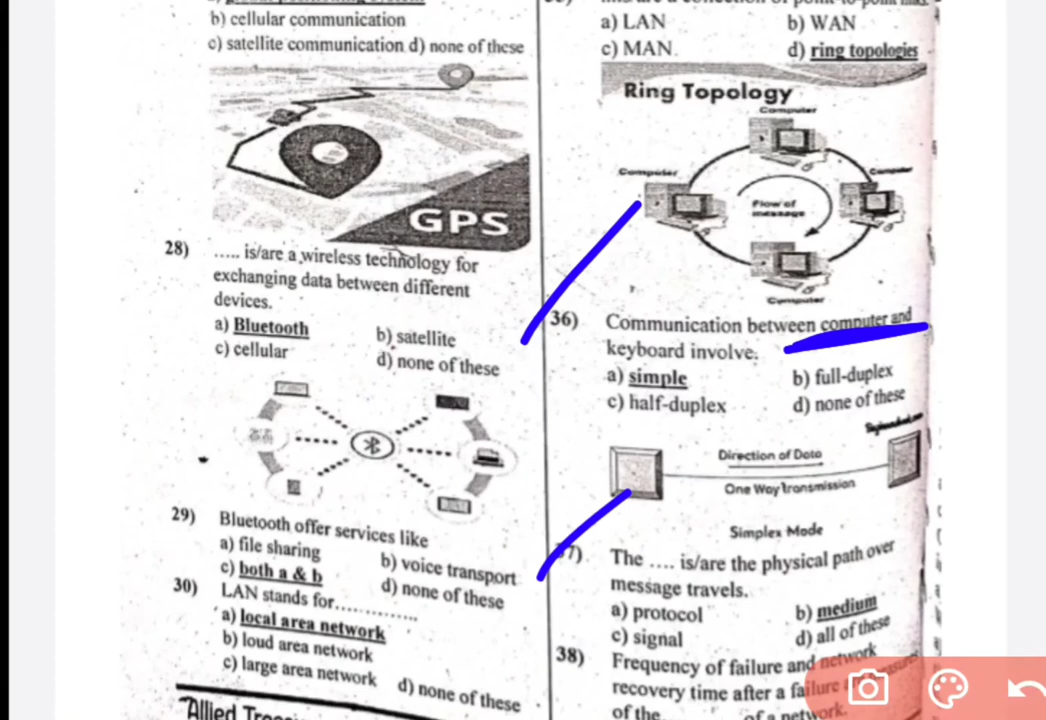 b) cellular communication
c) satellite communication d) none of these
GPS
28) ..... is/are a wireless technology for
exchanging data between different
devices.
a) Bluetooth b) satellite
c) cellular d) none of these
29) Bluetooth offer services like
a) file sharing b) voice transport
c) both a & b d) none of these
30) LAN stands for..............
a) local area network
b) loud area network
c) large area network d) none of these
Allied
a) LAN b) WAN
c) MAN. d) ring topologies
Ring Topology
Computer
Computer
Computer
Flow of
message
Computer
36) Communication between computer and
keyboard involve.
a) simple b) full-duplex
c) half-duplex d) none of these
Direction of Data
One Way Transmission
Simplex Mode
37). The .... is/are the physical path over
message travels.
a) protocol b) medium
c) signal d) all of these
38) Frequency of failure and network
recovery time after a failure
of the of a network.